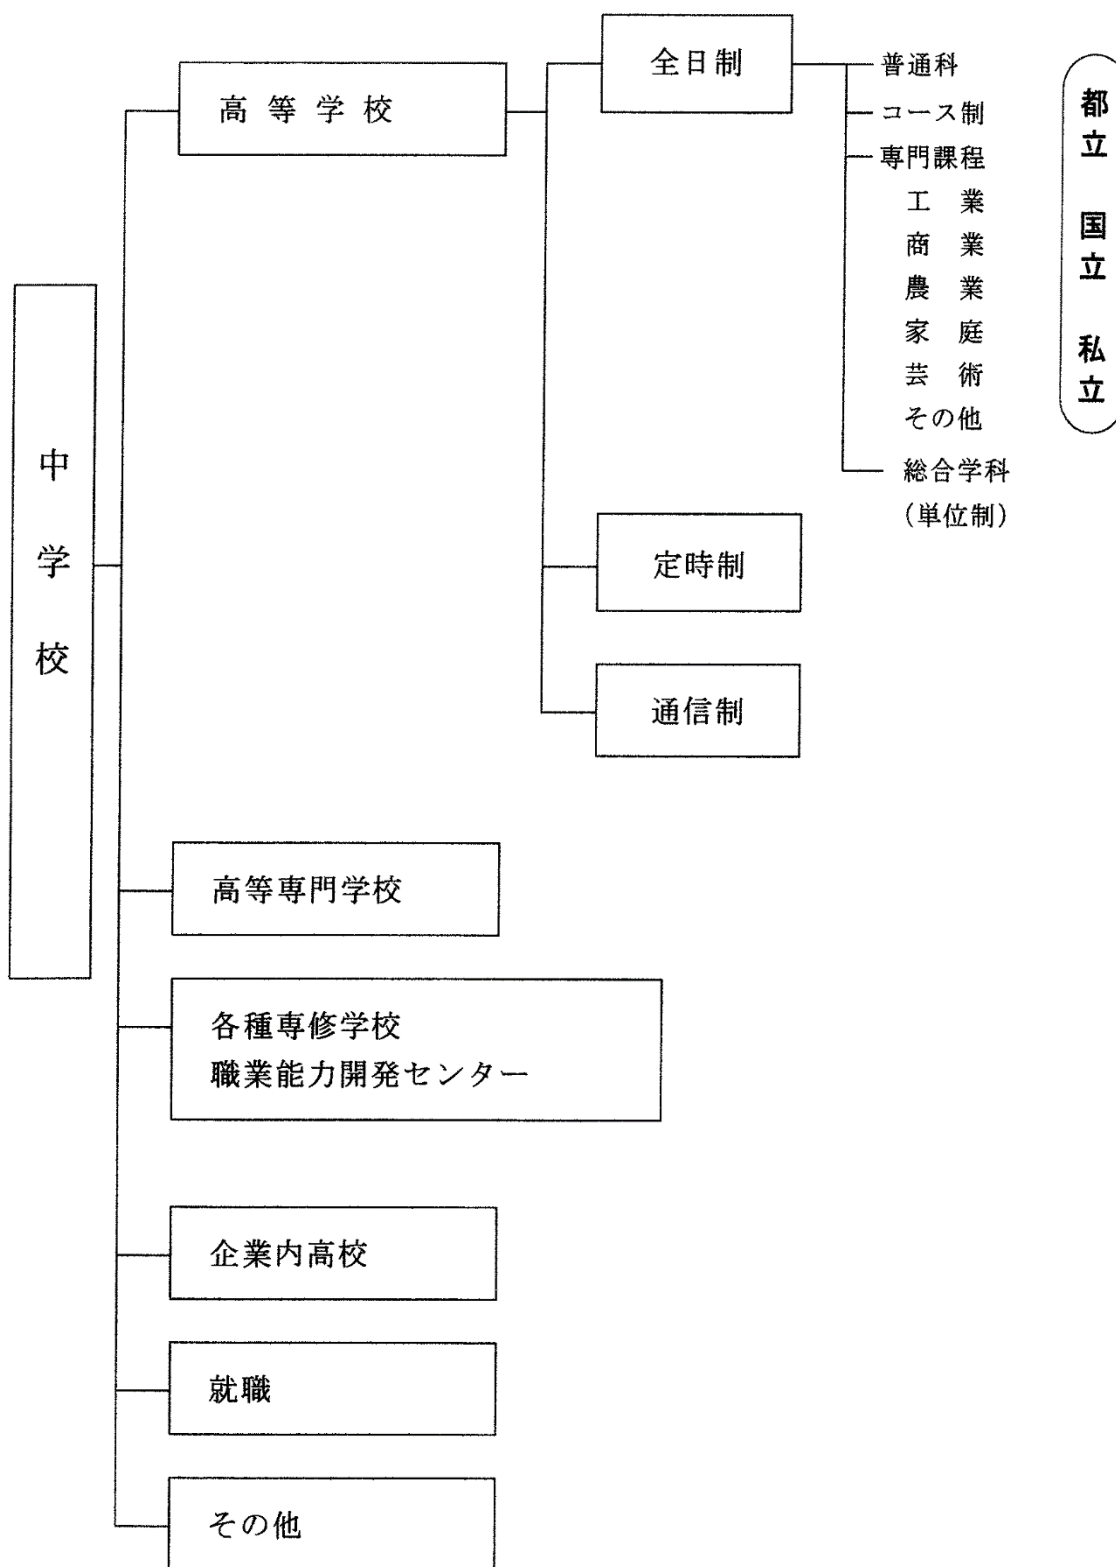 中学校
高等学校
全日制
普通科
コース制
専門課程
工業
商業
農業
家庭
芸術
その他
総合学科
(単位制)
都立 国立 私立
定時制
通信制
高等専門学校
各種専修学校
職業能力開発センター
企業内高校
就職
その他